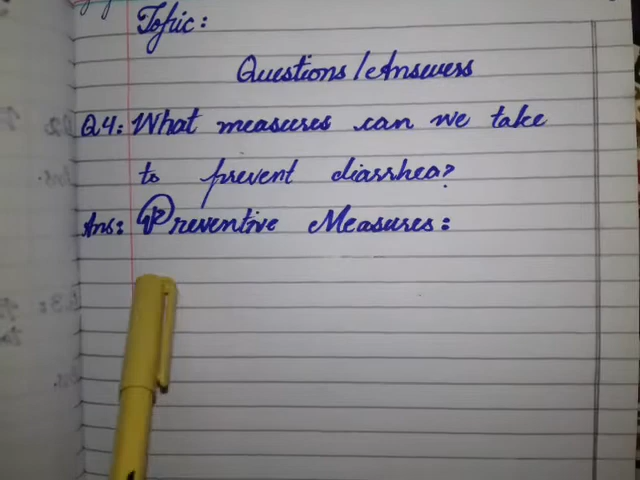 Topic:
Questions/Answers
Q4: What measures can we take
to prevent diarrhea?
Ans: Preventive Measures: